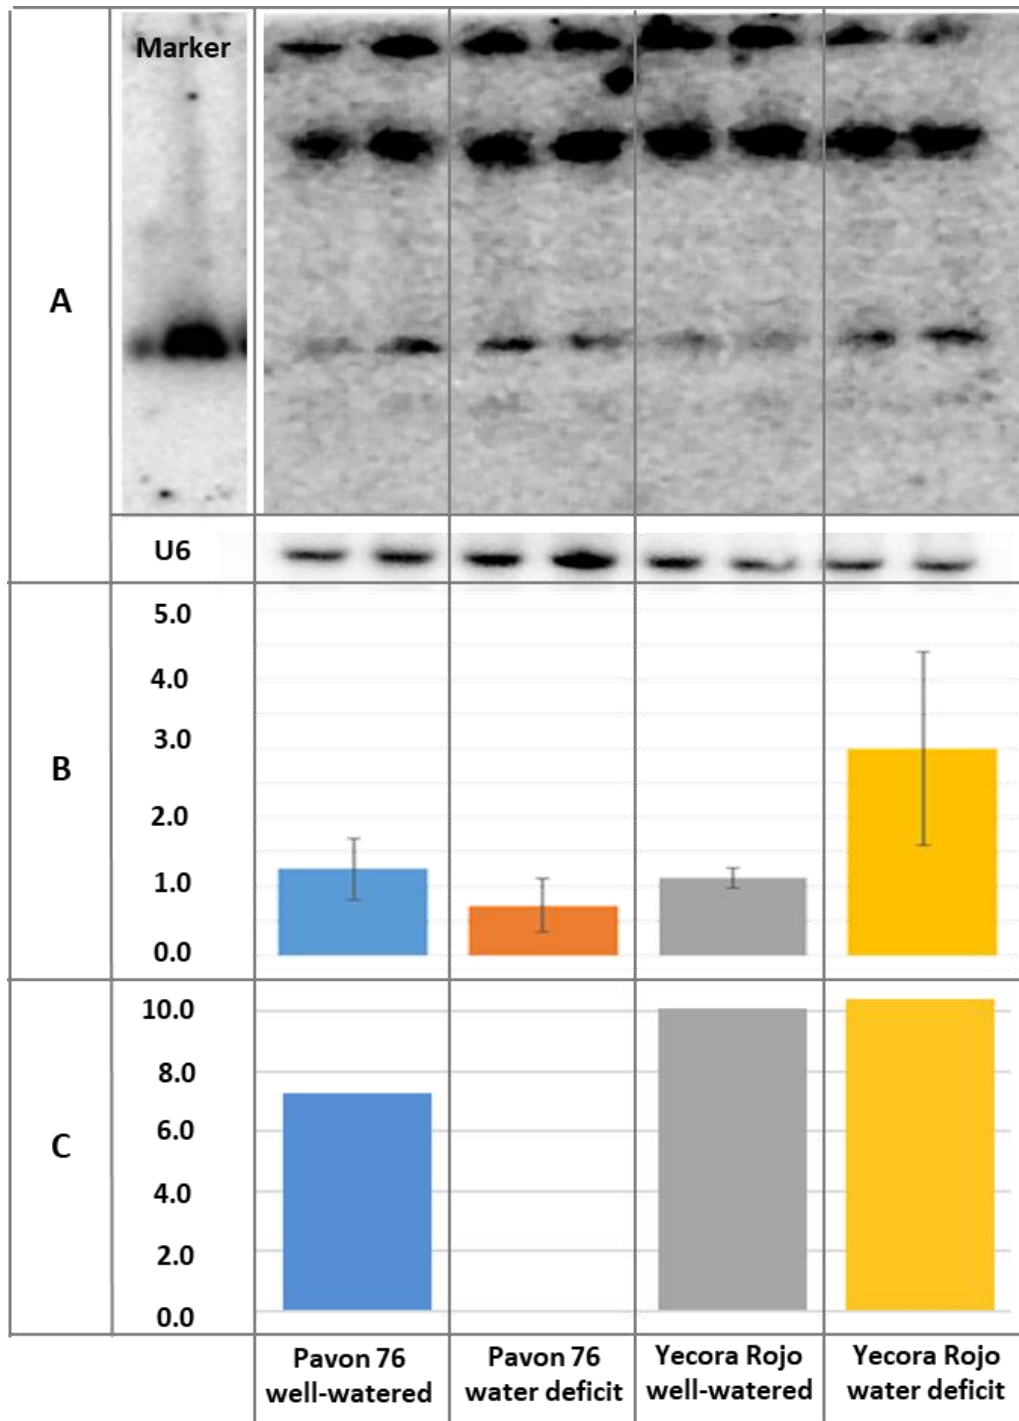 Marker
A
U6
5.0
4.0
3.0
B
2.0
1.0
0.0
10.0
8.0
6.0
C
4.0
2.0
0.0
Pavon 76
well-watered
Pavon 76
water deficit
Yecora Rojo
well-watered
Yecora Rojo
water deficit